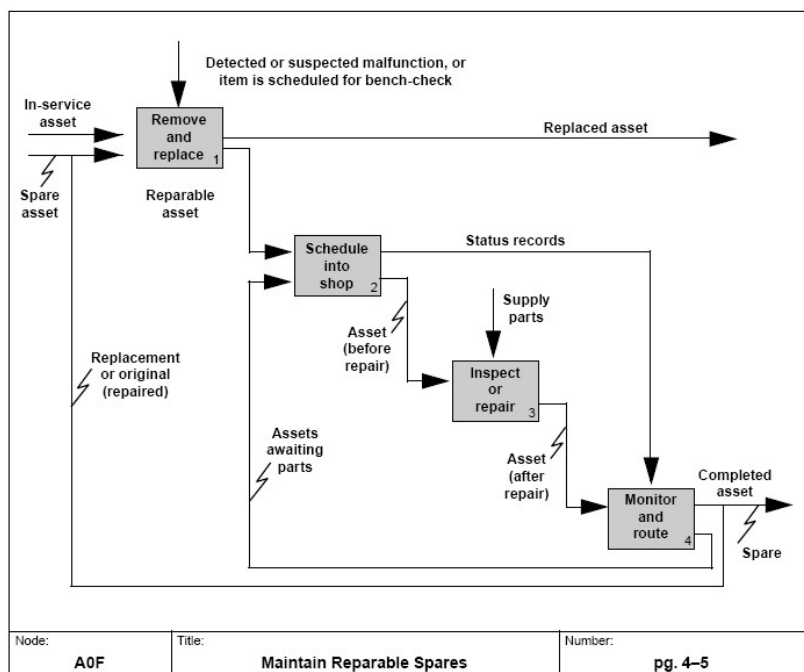 Detected or suspected malfunction, or
item is scheduled for bench-check
In-service
asset
Remove
and
replace
1
Replaced asset
Spare
asset
Reparable
asset
Schedule
into
shop
2
Status records
Supply
parts
Asset
(before
repair)
Replacement
or original
(repaired)
Inspect
or
repair
3
Assets
awaiting
parts
Asset
(after
repair)
Monitor
and
route
4
Completed
asset
Spare
Node:
A0F
Title:
Maintain Reparable Spares
Number:
pg. 4–5